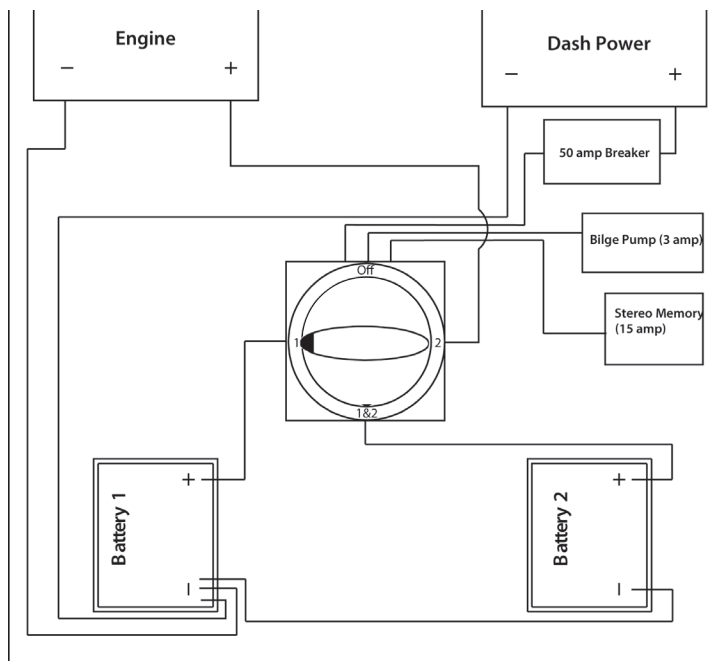 Engine
Dash Power
− +
− +
50 amp Breaker
Bilge Pump (3 amp)
Off
Stereo Memory
(15 amp)
1
2
1&2
+
+
Battery 1
Battery 2
−
−